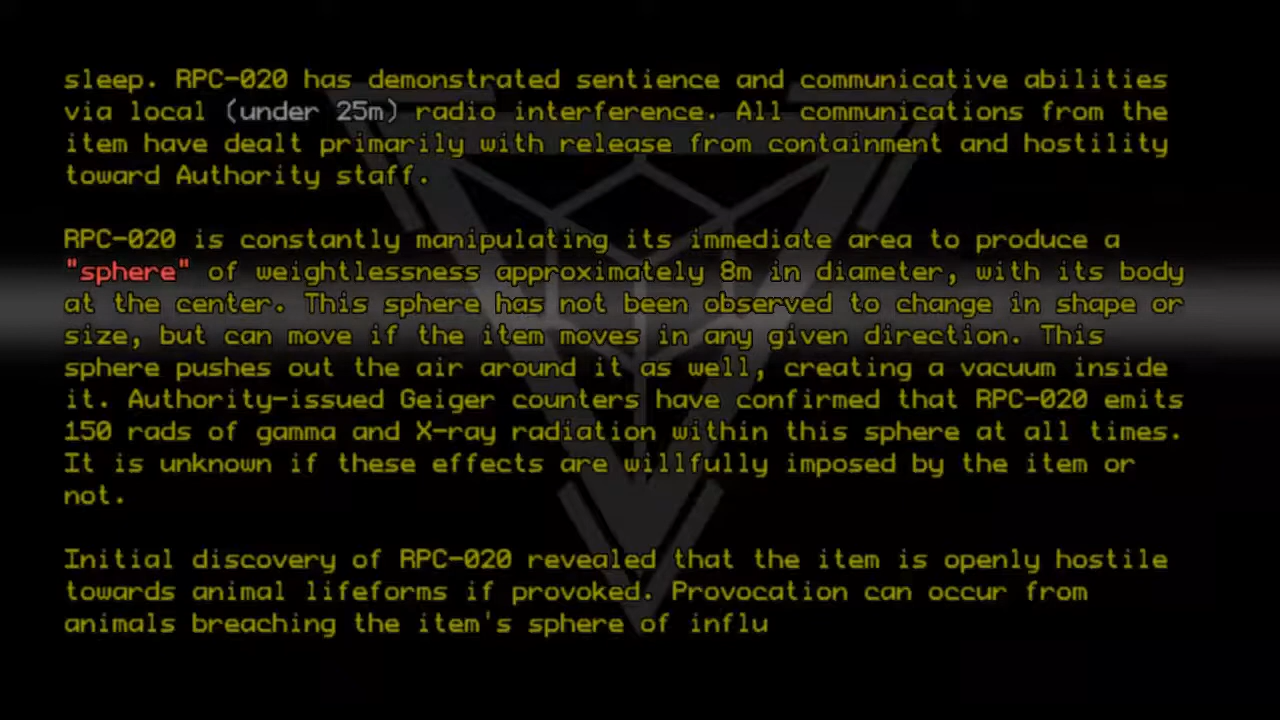 sleep. RPC-020 has demonstrated sentience and communicative abilities
via local (under 25m) radio interference. All communications from the
item have dealt primarily with release from containment and hostility
toward Authority staff.
RPC-020 is constantly manipulating its immediate area to produce a
"sphere" of weightlessness approximately 8m in diameter, with its body
at the center. This sphere has not been observed to change in shape or
size, but can move if the item moves in any given direction. This
sphere pushes out the air around it as well, creating a vacuum inside
it. Authority-issued Geiger counters have confirmed that RPC-020 emits
150 rads of gamma and X-ray radiation within this sphere at all times.
It is unknown if these effects are willfully imposed by the item or
not.
Initial discovery of RPC-020 revealed that the item is openly hostile
towards animal lifeforms if provoked. Provocation can occur from
animals breaching the item's sphere of influ